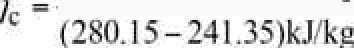 c =
(280.15 – 241.35)kJ/kg